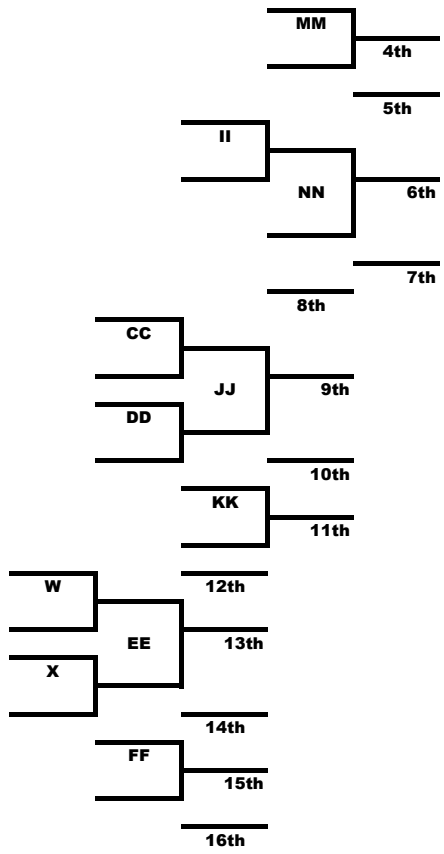 MM
4th
5th
II
NN
6th
7th
8th
CC
JJ
9th
DD
10th
KK
11th
W
12th
EE
13th
X
14th
FF
15th
16th